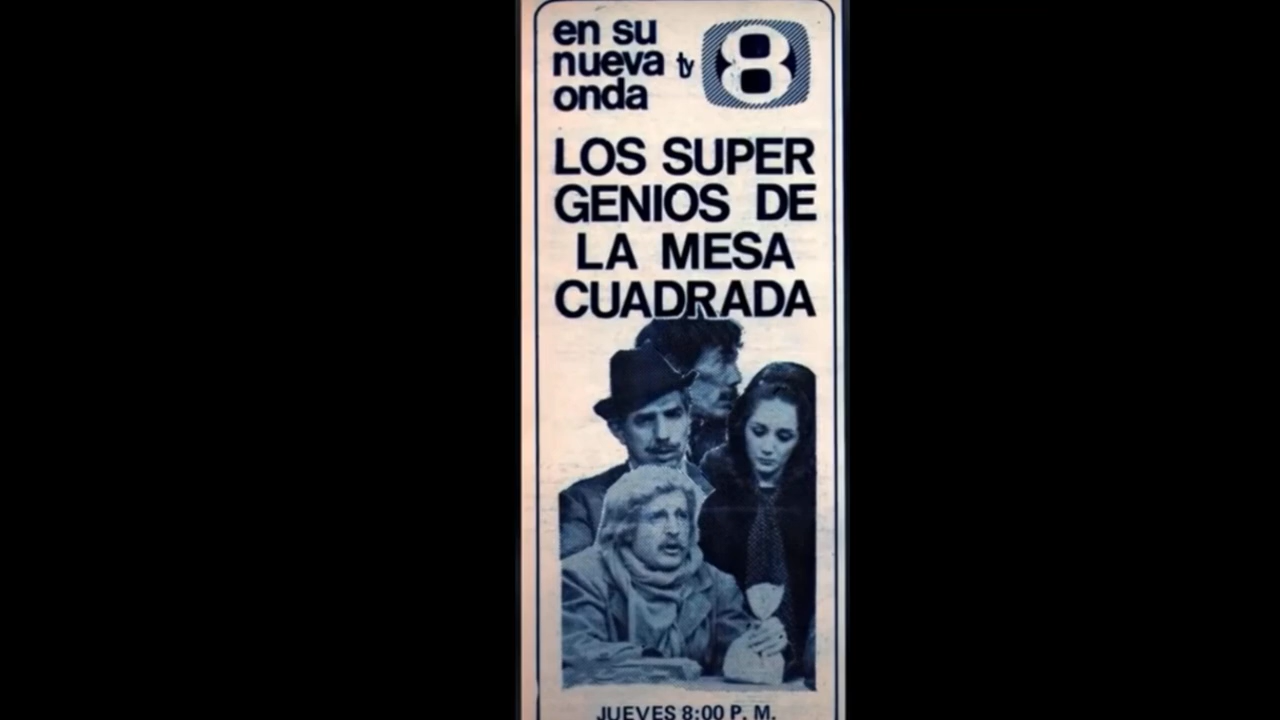 en su
nueva
onda
tv 8
LOS SUPER
GENIOS DE
LA MESA
CUADRADA
JUEVES 8:00 P. M.